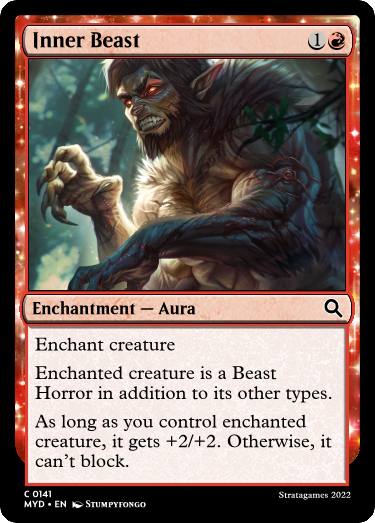 Inner Beast
1
Enchantment — Aura
Enchant creature
Enchanted creature is a Beast
Horror in addition to its other types.
As long as you control enchanted
creature, it gets +2/+2. Otherwise, it
can't block.
C 0141
MYD • EN Stumpyfongo
Stratagames 2022